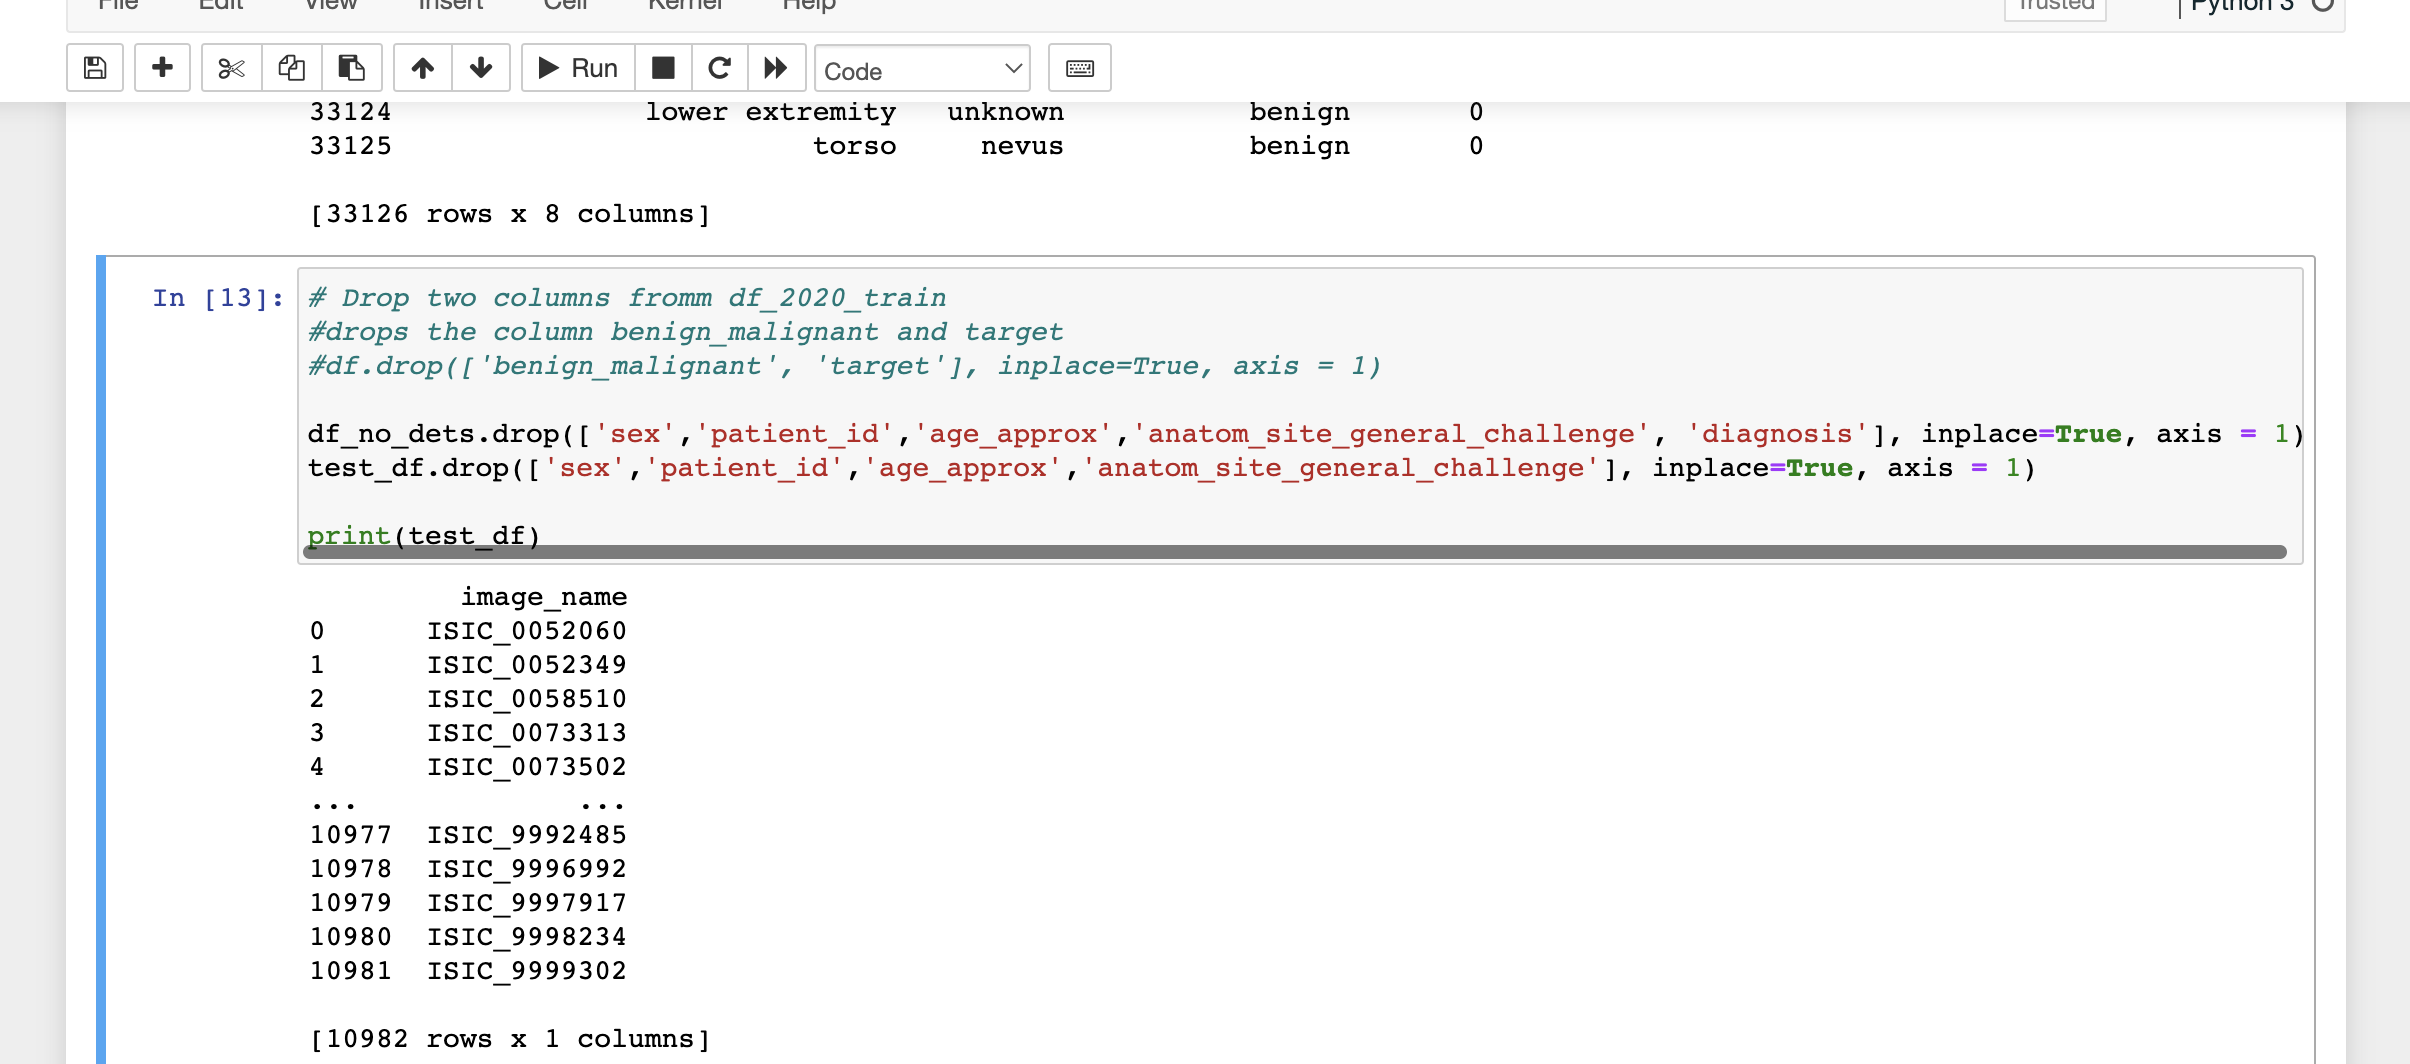 File Edit View Insert Cell Kernel Help Trusted Python 3
Run Code
33124 lower extremity unknown benign 0
33125 torso nevus benign 0
[33126 rows x 8 columns]
In [13]: # Drop two columns fromm df_2020_train
#drops the column benign_malignant and target
#df.drop(['benign_malignant', 'target'], inplace=True, axis = 1)
df_no_dets.drop(['sex','patient_id','age_approx','anatom_site_general_challenge', 'diagnosis'], inplace=True, axis = 1)
test_df.drop(['sex','patient_id','age_approx','anatom_site_general_challenge'], inplace=True, axis = 1)
print(test_df)
image_name
0 ISIC_0052060
1 ISIC_0052349
2 ISIC_0058510
3 ISIC_0073313
4 ISIC_0073502
... ...
10977 ISIC_9992485
10978 ISIC_9996992
10979 ISIC_9997917
10980 ISIC_9998234
10981 ISIC_9999302
[10982 rows x 1 columns]